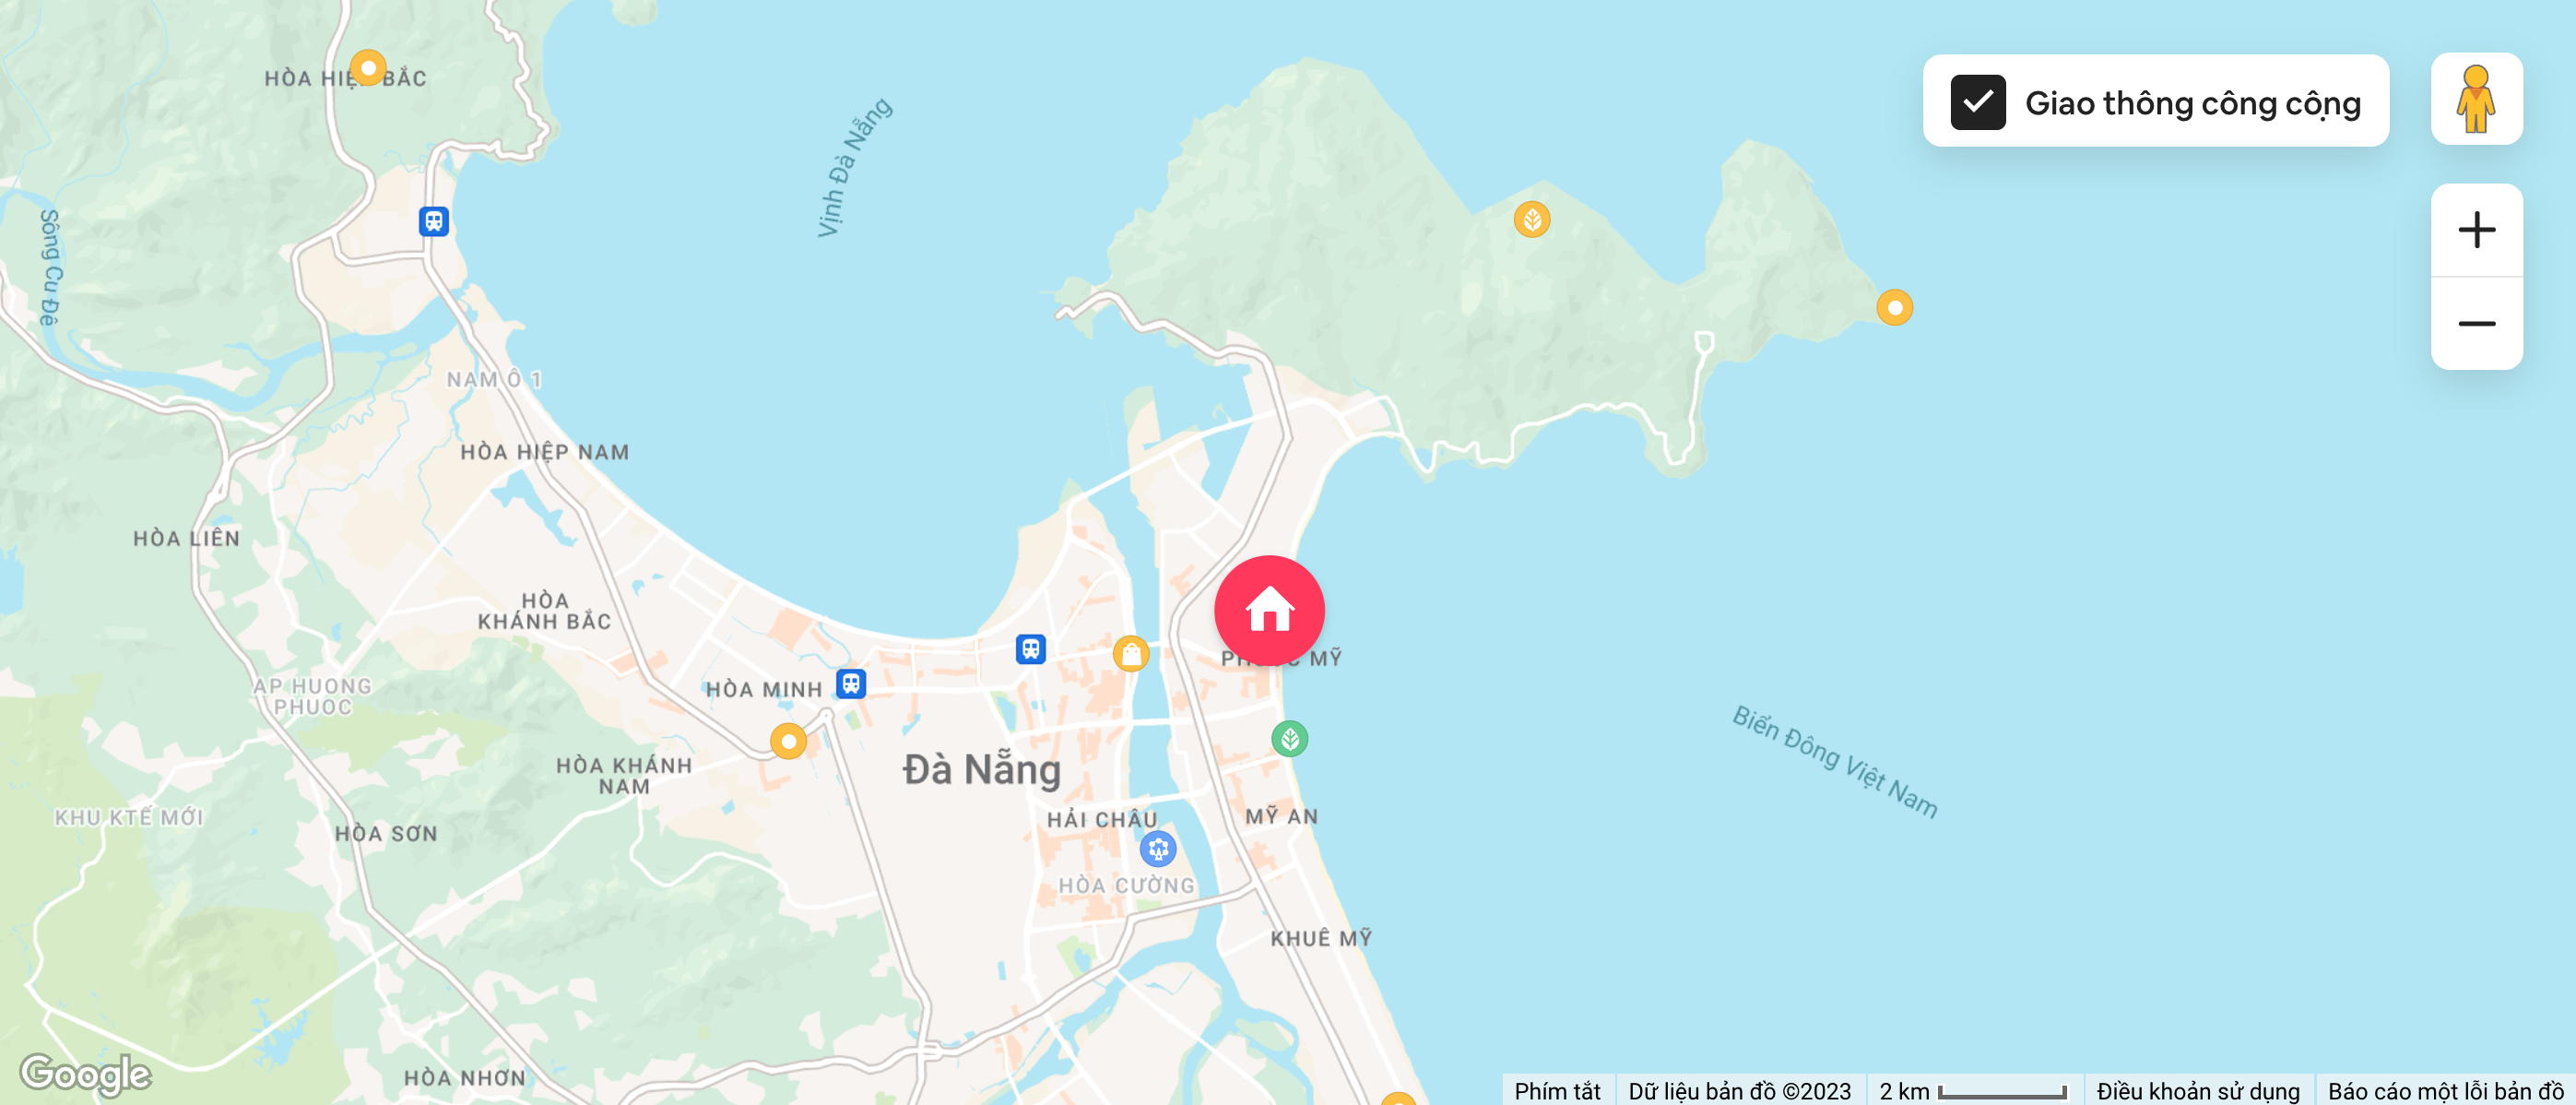 HÒA HIỆP BẮC
Vịnh Đà Nẵng
Giao thông công cộng
Sông Cu Đê
NAM Ô 1
HÒA HIỆP NAM
HÒA LIÊN
HÒA
KHÁNH BẮC
PHƯỚC MỸ
AP HUONG
PHUOC
HÒA MINH
Biển Đông Việt Nam
Đà Nẵng
HÒA KHÁNH
NAM
KHU KTẾ MỚI
HÒA SƠN
HẢI CHÂU
MỸ AN
HÒA CƯỜNG
KHUÊ MỸ
HÒA NHƠN
Google
Phím tắt
Dữ liệu bản đồ ©2023
2 km
Điều khoản sử dụng
Báo cáo một lỗi bản đồ